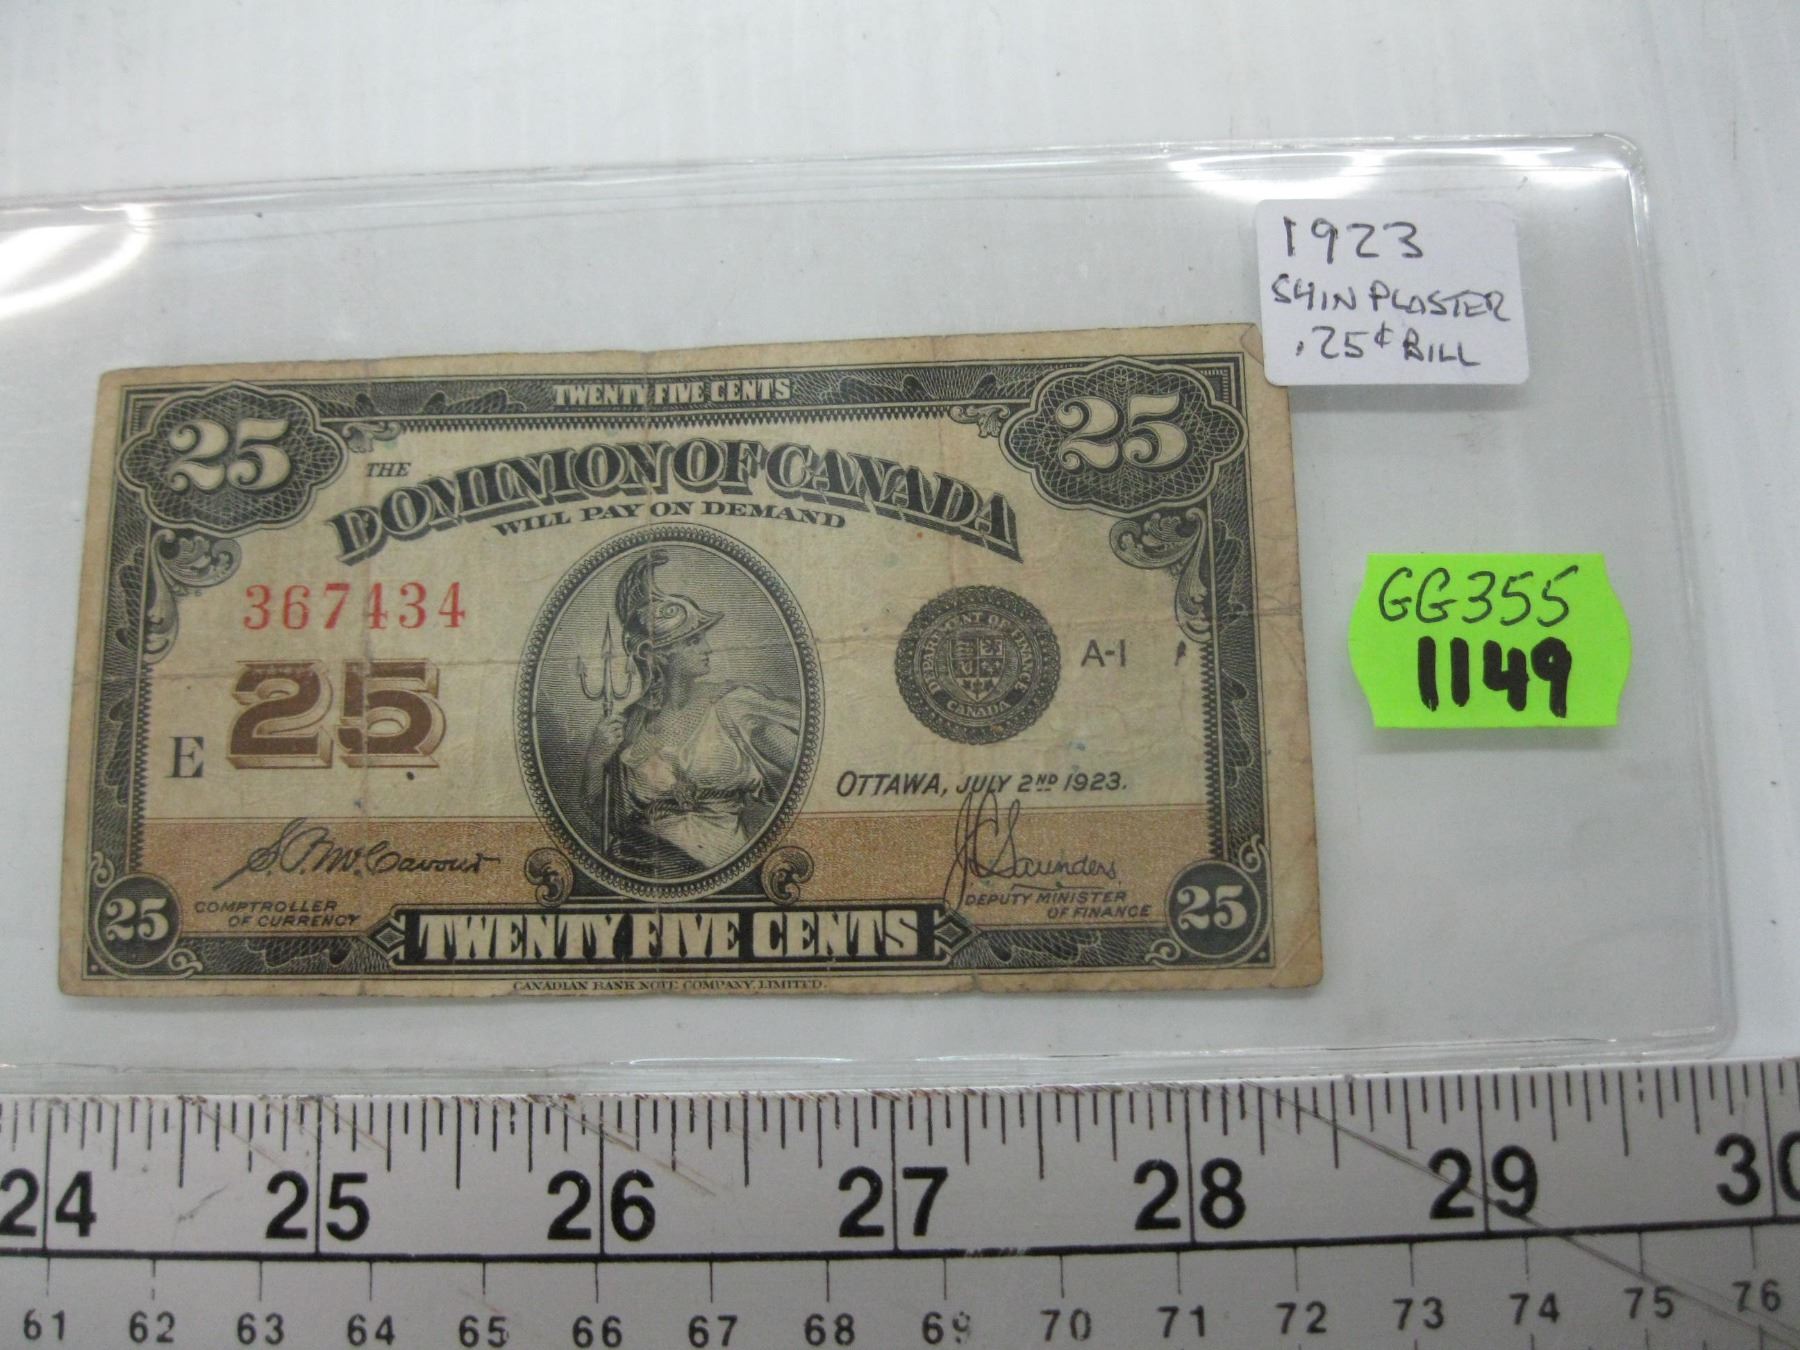 1923
SHIN PLASTER
.25¢ BILL
GG355
1149
TWENTY FIVE CENTS
25 25
THE
DOMINION OF CANADA
WILL PAY ON DEMAND
367434
25
E
DEPARTMENT OF FINANCE
CANADA
A-1
OTTAWA, JULY 2ND 1923.
J C Saunders
DEPUTY MINISTER
OF FINANCE
COMPTROLLER
OF CURRENCY
25 TWENTY FIVE CENTS 25
CANADIAN BANK NOTE COMPANY, LIMITED.
24 25 26 27 28 29 30
61 62 63 64 65 66 67 68 69 70 71 72 73 74 75 76